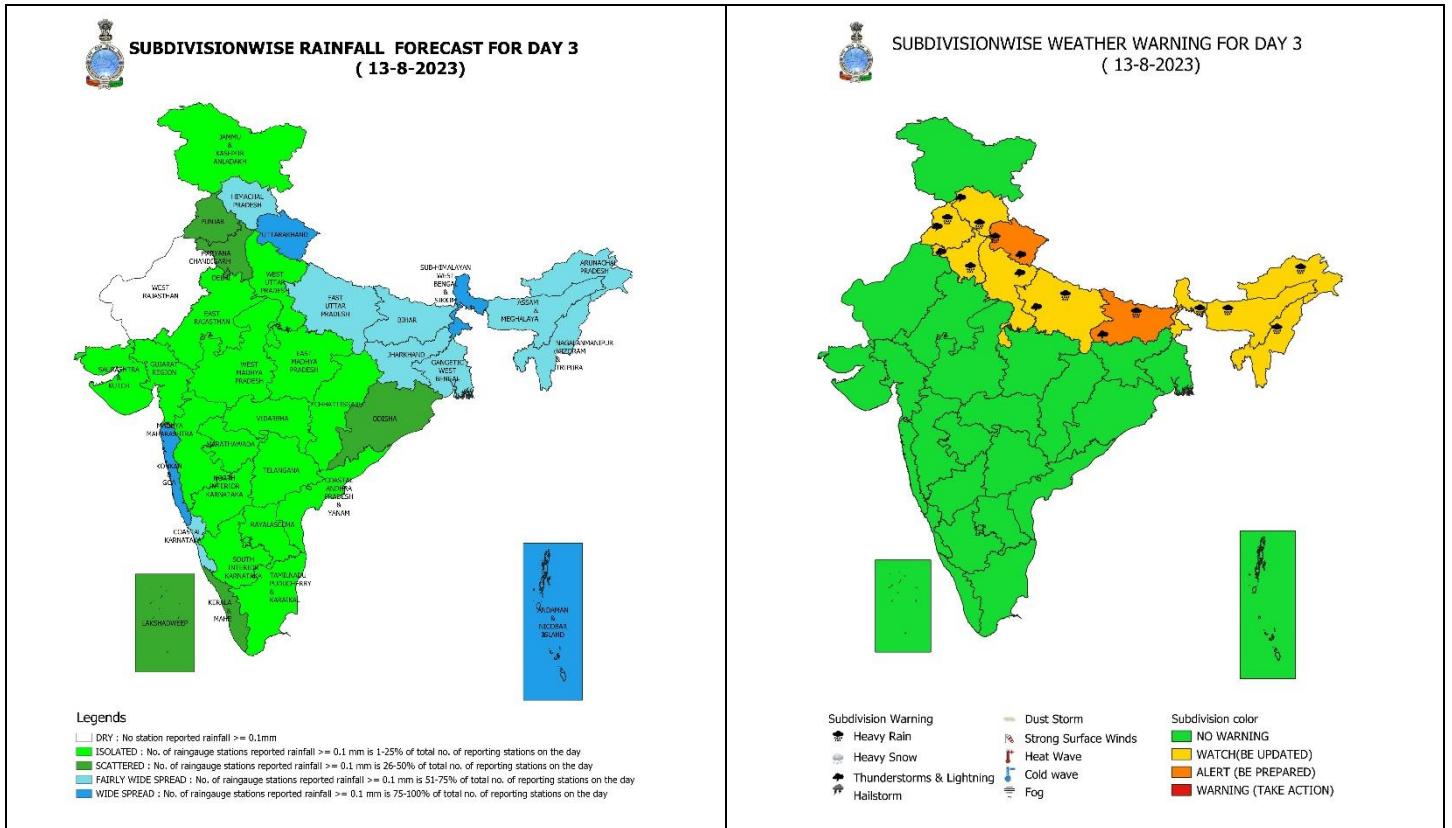 SUBDIVISIONWISE RAINFALL FORECAST FOR DAY 3
( 13-8-2023)
JAMMU
&
KASHMIR
ANLADAKH
HIMACHAL
PRADESH
PUNJAB
UTTARAKHAND
HARYANA
CHANDIGARH
&
DELHI
WEST
UTTAR
PRADESH
WEST
RAJASTHAN
EAST
RAJASTHAN
EAST
UTTAR
PRADESH
BIHAR
SUB-HIMALAYAN
WEST
BENGAL
&
SIKKIM
ARUNACHAL
PRADESH
ASSAM
&
MEGHALAYA
NAGALANMANIPUR
MIZORAM
&
TRIPURA
JHARKHAND
GANGETIC
WEST
BENGAL
SAURASHTRA
&
KUTCH
GUJARAT
REGION
WEST
MADHYA
PRADESH
EAST
MADHYA
PRADESH
CHHATTISGARH
ODISHA
VIDARBHA
MADHYA
MAHARASHTRA
MARATHAWADA
KONKAN
&
GOA
TELANGANA
NORTH
INTERIOR
KARNATAKA
COASTAL
ANDHRA
PRADESH
&
YANAM
RAYALASEEMA
COASTAL
KARNATAKA
SOUTH
INTERIOR
KARNATAKA
TAMILNADU
PUDUCHERRY
&
KARAIKAL
KERALA
&
MAHE
LAKSHADWEEP
ANDAMAN
&
NICOBAR
ISLAND
Legends
DRY : No station reported rainfall >= 0.1mm
ISOLATED : No. of raingauge stations reported rainfall >= 0.1 mm is 1-25% of total no. of reporting stations on the day
SCATTERED : No. of raingauge stations reported rainfall >= 0.1 mm is 26-50% of total no. of reporting stations on the day
FAIRLY WIDE SPREAD : No. of raingauge stations reported rainfall >= 0.1 mm is 51-75% of total no. of reporting stations on the day
WIDE SPREAD : No. of raingauge stations reported rainfall >= 0.1 mm is 75-100% of total no. of reporting stations on the day
SUBDIVISIONWISE WEATHER WARNING FOR DAY 3
( 13-8-2023)
Subdivision Warning
Heavy Rain
Heavy Snow
Thunderstorms & Lightning
Hailstorm
Dust Storm
Strong Surface Winds
Heat Wave
Cold wave
Fog
Subdivision color
NO WARNING
WATCH(BE UPDATED)
ALERT (BE PREPARED)
WARNING (TAKE ACTION)